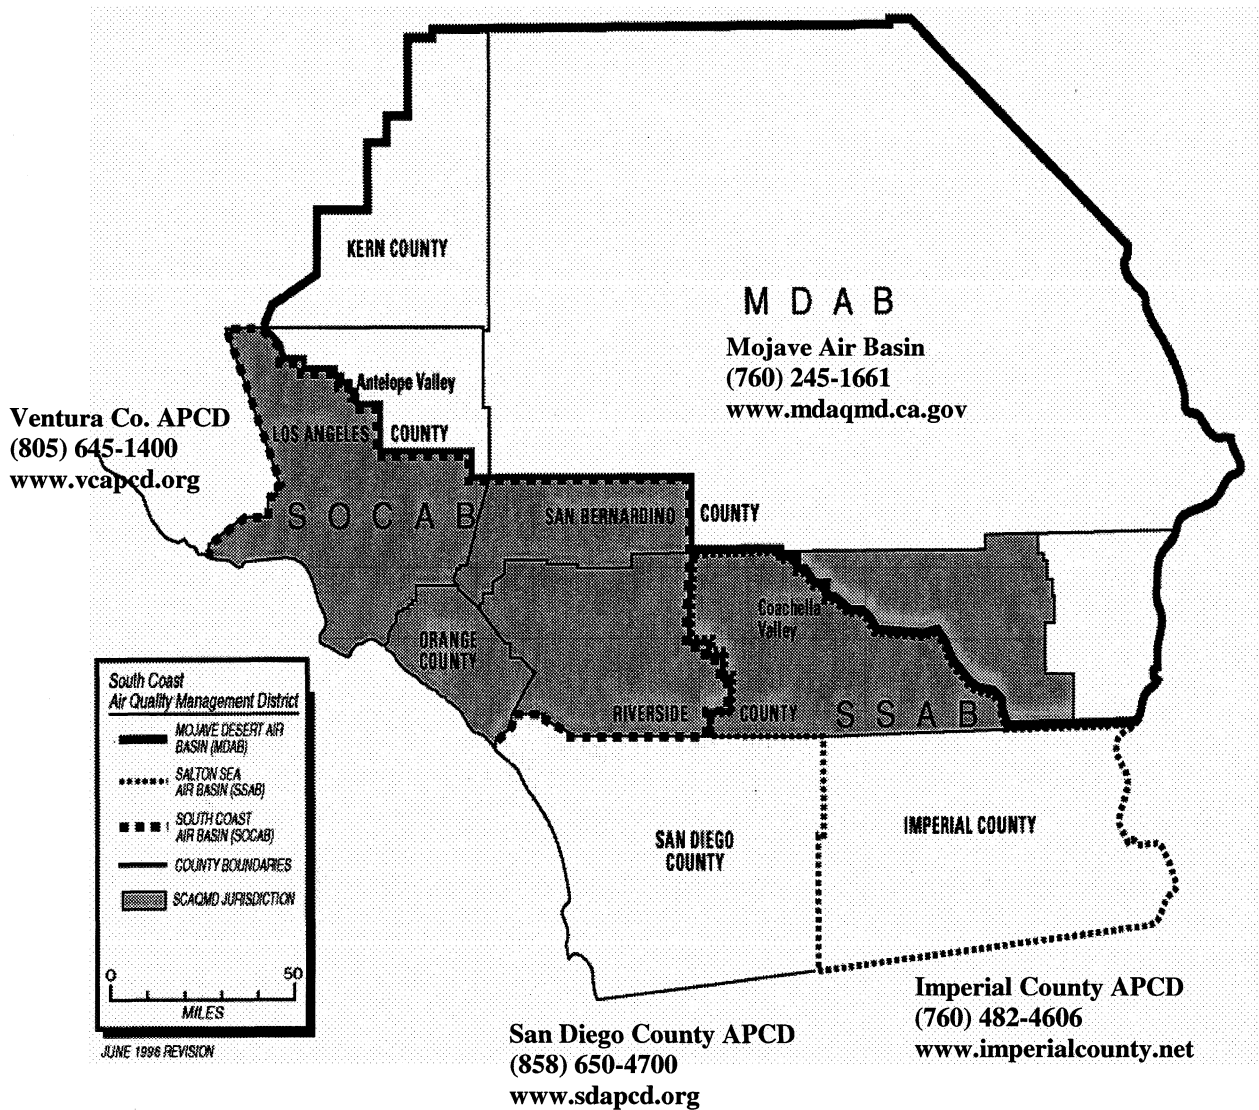 KERN COUNTY
M D A B
Mojave Air Basin
(760) 245-1661
www.mdaqmd.ca.gov
Antelope Valley
Ventura Co. APCD
(805) 645-1400
www.vcapcd.org
LOS ANGELES COUNTY
S O C A B
SAN BERNARDINO COUNTY
Coachella
Valley
ORANGE
COUNTY
RIVERSIDE COUNTY
S S A B
South Coast
Air Quality Management District
MOJAVE DESERT AIR
BASIN (MDAB)
SALTON SEA
AIR BASIN (SSAB)
SOUTH COAST
AIR BASIN (SOCAB)
COUNTY BOUNDARIES
SCAQMD JURISDICTION
0 50
MILES
JUNE 1996 REVISION
SAN DIEGO
COUNTY
IMPERIAL COUNTY
Imperial County APCD
(760) 482-4606
www.imperialcounty.net
San Diego County APCD
(858) 650-4700
www.sdapcd.org